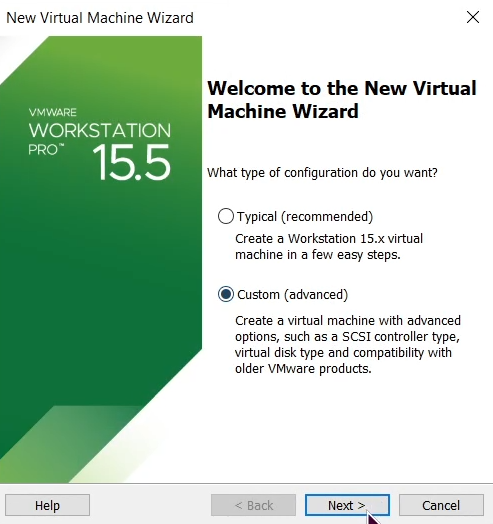 New Virtual Machine Wizard
VMWARE
WORKSTATION
PRO™ 15.5
Welcome to the New Virtual
Machine Wizard
What type of configuration do you want?
Typical (recommended)
Create a Workstation 15.x virtual
machine in a few easy steps.
Custom (advanced)
Create a virtual machine with advanced
options, such as a SCSI controller type,
virtual disk type and compatibility with
older VMware products.
Help
< Back
Next >
Cancel